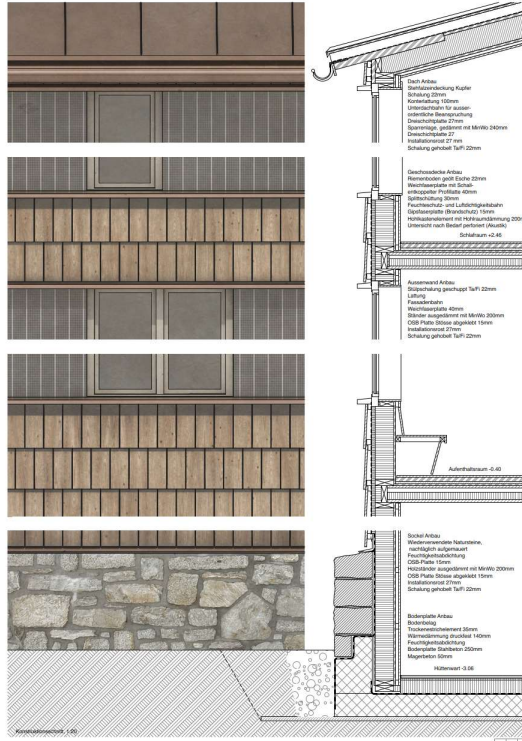 Dach Anbau
Stehfalzeindeckung Kupfer
Schalung 22mm
Konterlattung 100mm
Unterdachbahn für ausser-
ordentliche Beanspruchung
Dreischichtplatte 27mm
Sparrenlage, gedämmt mit MinWo 240mm
Dreischichtplatte 27
Installationsrost 27 mm
Schalung gehobelt Ta/Fi 22mm
Geschossdecke Anbau
Riemenboden geölt Esche 22mm
Weichfaserplatte mit Schall-
entkoppelter Profillatte 40mm
Splittschüttung 30mm
Feuchteschutz- und Luftdichtigkeitsbahn
Gipsfaserplatte (Brandschutz) 15mm
Hohlkastenelement mit Hohlraumdämmung 200
Untersicht nach Bedarf perforiert (Akustik)
Schlafraum +2.46
Aussenwand Anbau
Stülpschalung geschuppt Ta/Fi 22mm
Lattung
Fassadenbahn
Weichfaserplatte 40mm
Ständer ausgedämmt mit MinWo 200mm
OSB Platte Stösse abgeklebt 15mm
Installationsrost 27mm
Schalung gehobelt Ta/Fi 22mm
Aufenthaltsraum -0.40
Sockel Anbau
Wiederverwendete Natursteine,
nachträglich aufgemauert
Feuchtigkeitsabdichtung
OSB-Platte 15mm
Holzständer ausgedämmt mit MinWo 200mm
OSB Platte Stösse abgeklebt 15mm
Installationsrost 27mm
Schalung gehobelt Ta/Fi 22mm
Bodenplatte Anbau
Bodenbelag
Trockenestrichelement 35mm
Wärmedämmung druckfest 140mm
Feuchtigkeitsabdichtung
Bodenplatte Stahlbeton 250mm
Magerbeton 50mm
Hüttenwart -3.06
Konstruktionsschnitt, 1:20